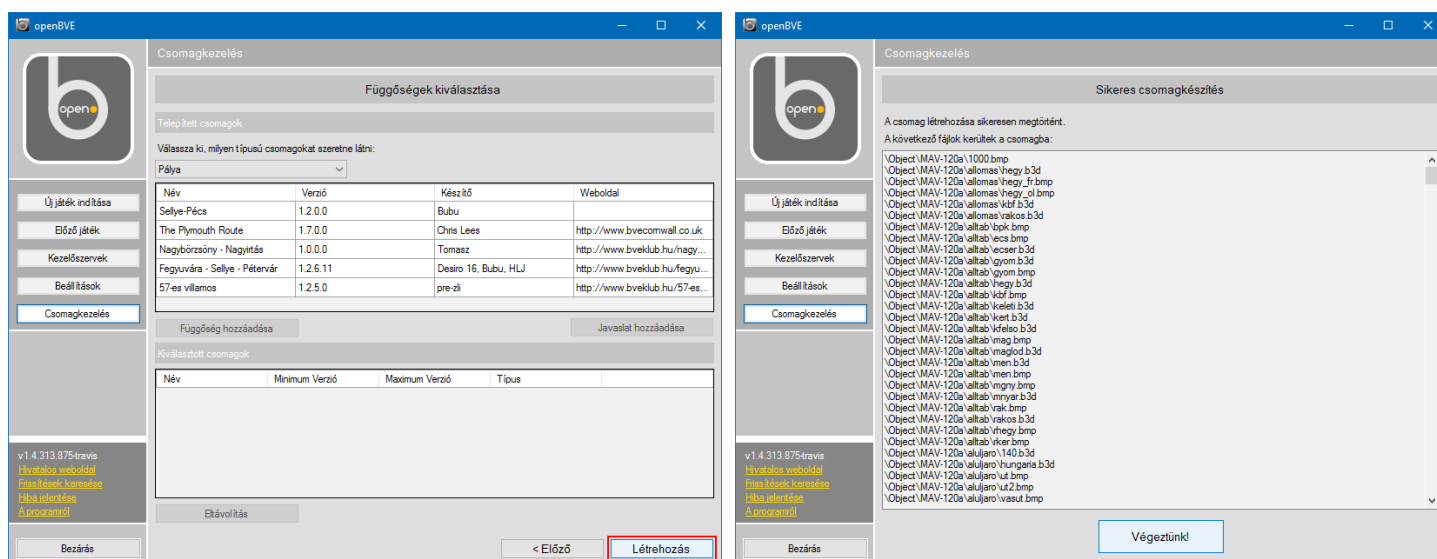 openBVE
open
Új játék indítása
Előző játék
Kezelőszervek
Beállítások
Csomagkezelés
v1.4.313.875-travis
Hivatalos weboldal
Frissítések keresése
Hiba jelentése
A programról
Bezárás
Csomagkezelés
Függőségek kiválasztása
Telepített csomagok
Válassza ki, milyen típusú csomagokat szeretne látni:
Pálya
Név Verzió Készítő Weboldal
Sellye-Pécs 1.2.0.0 Bubu
The Plymouth Route 1.7.0.0 Chris Lees http://www.bvecornwall.co.uk
Nagybörzsöny - Nagyirtás 1.0.0.0 Tomasz http://www.bveklub.hu/nagy...
Fegyuvára - Sellye - Pétervár 1.2.6.11 Desiro 16, Bubu, HLJ http://www.bveklub.hu/fegyu...
57-es villamos 1.2.5.0 pre-zli http://www.bveklub.hu/57-es...
Függőség hozzáadása Javaslat hozzáadása
Kiválasztott csomagok
Név Minimum Verzió Maximum Verzió Típus
Eltávolítás
< Előző Létrehozás
openBVE
open
Új játék indítása
Előző játék
Kezelőszervek
Beállítások
Csomagkezelés
v1.4.313.875-travis
Hivatalos weboldal
Frissítések keresése
Hiba jelentése
A programról
Bezárás
Csomagkezelés
Sikeres csomagkészítés
A csomag létrehozása sikeresen megtörtént.
A következő fájlok kerültek a csomagba:
\Object\MAV-120a\1000.bmp
\Object\MAV-120a\allomas\hegy.b3d
\Object\MAV-120a\allomas\hegy_fr.bmp
\Object\MAV-120a\allomas\hegy_ol.bmp
\Object\MAV-120a\allomas\kbf.b3d
\Object\MAV-120a\allomas\rakos.b3d
\Object\MAV-120a\alltab\bpk.bmp
\Object\MAV-120a\alltab\ecs.bmp
\Object\MAV-120a\alltab\ecser.b3d
\Object\MAV-120a\alltab\gyom.b3d
\Object\MAV-120a\alltab\gyom.bmp
\Object\MAV-120a\alltab\hegy.b3d
\Object\MAV-120a\alltab\kbf.bmp
\Object\MAV-120a\alltab\keleti.b3d
\Object\MAV-120a\alltab\kert.b3d
\Object\MAV-120a\alltab\kfelso.b3d
\Object\MAV-120a\alltab\mag.bmp
\Object\MAV-120a\alltab\maglod.b3d
\Object\MAV-120a\alltab\men.b3d
\Object\MAV-120a\alltab\men.bmp
\Object\MAV-120a\alltab\mgny.bmp
\Object\MAV-120a\alltab\mnyar.b3d
\Object\MAV-120a\alltab\rak.bmp
\Object\MAV-120a\alltab\rakos.b3d
\Object\MAV-120a\alltab\rhegy.bmp
\Object\MAV-120a\alltab\rker.bmp
\Object\MAV-120a\aluljaro\140.b3d
\Object\MAV-120a\aluljaro\hungaria.b3d
\Object\MAV-120a\aluljaro\ut.bmp
\Object\MAV-120a\aluljaro\ut2.bmp
\Object\MAV-120a\aluljaro\vasut.bmp
Végeztünk!